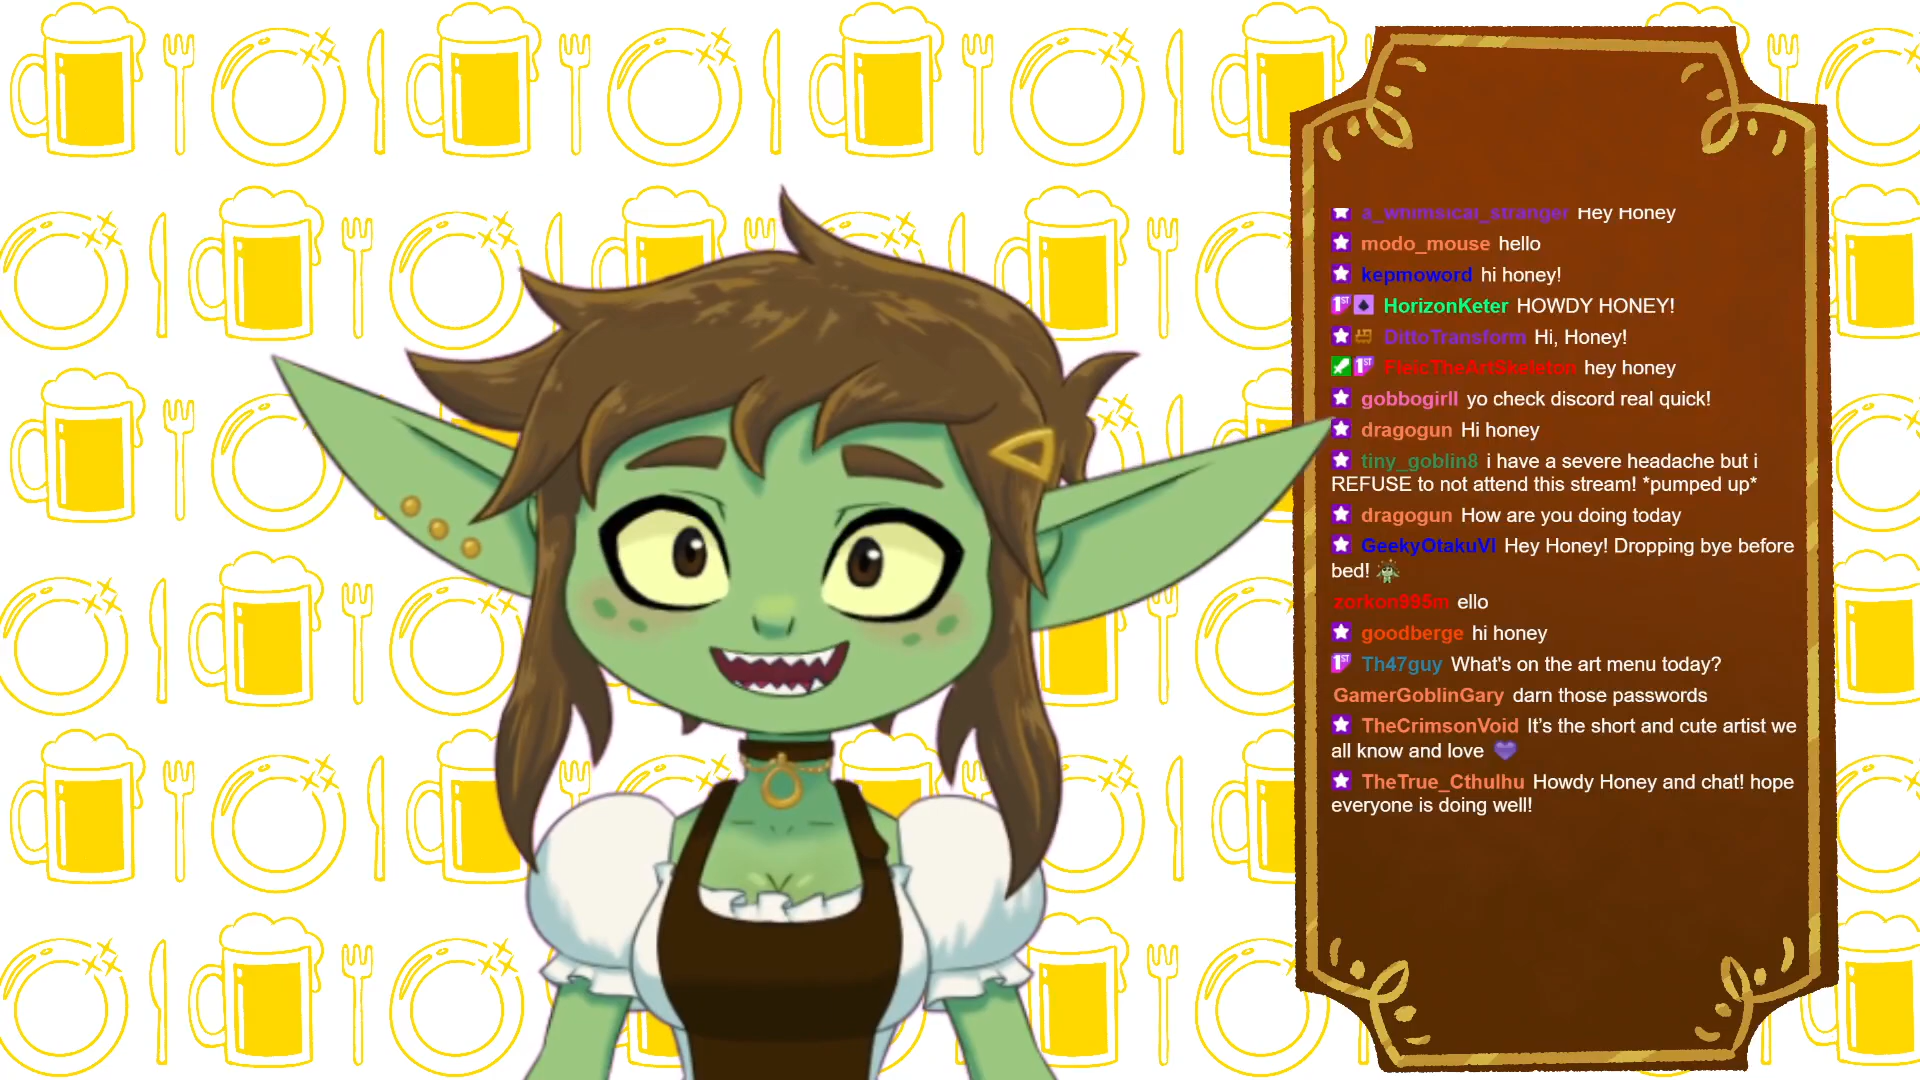 a_whimsical_stranger Hey Honey
modo_mouse hello
kepmoword hi honey!
1ST HorizonKeter HOWDY HONEY!
DittoTransform Hi, Honey!
1ST FleicTheArtSkeleton hey honey
gobbogirll yo check discord real quick!
dragogun Hi honey
tiny_goblin8 i have a severe headache but i
REFUSE to not attend this stream! *pumped up*
dragogun How are you doing today
GeekyOtakuVI Hey Honey! Dropping bye before
bed!
zorkon995m ello
goodberge hi honey
1ST Th47guy What's on the art menu today?
GamerGoblinGary darn those passwords
TheCrimsonVoid It's the short and cute artist we
all know and love
TheTrue_Cthulhu Howdy Honey and chat! hope
everyone is doing well!